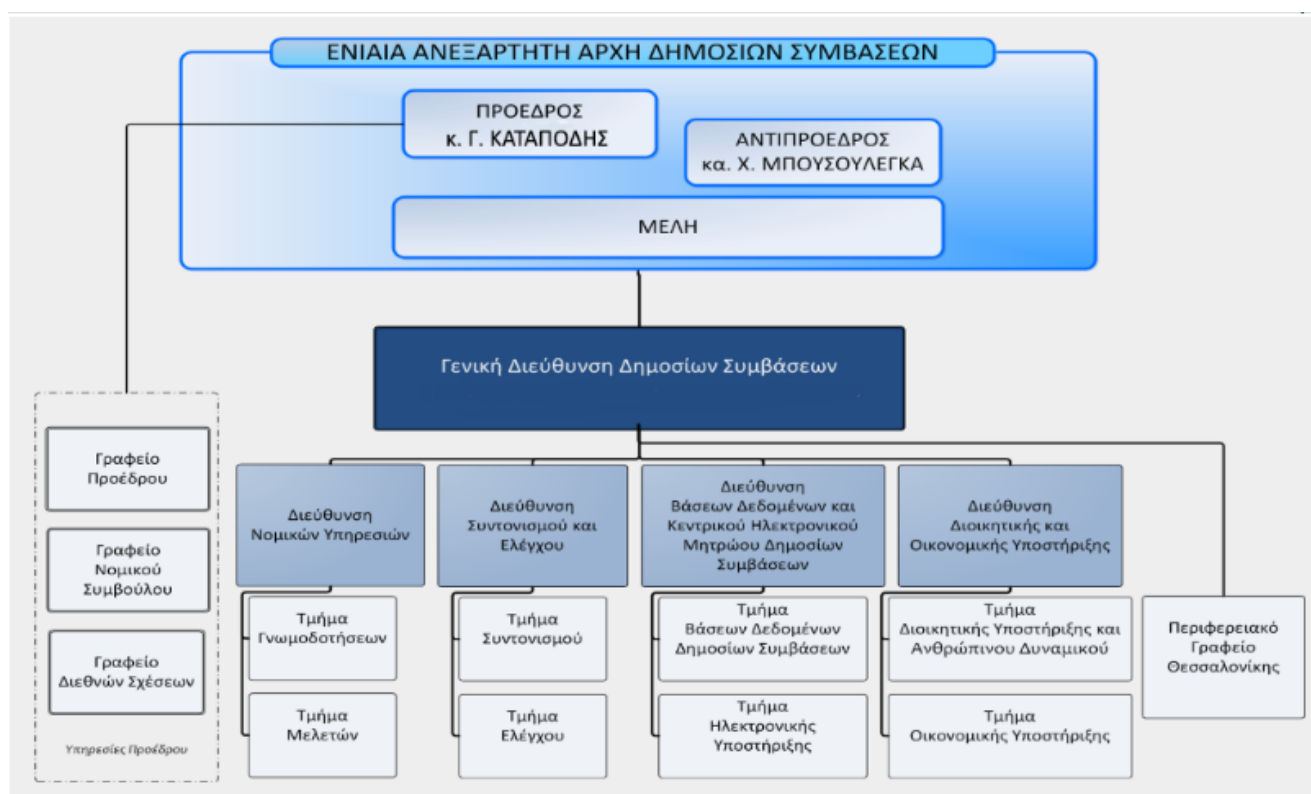 ΕΝΙΑΙΑ ΑΝΕΞΑΡΤΗΤΗ ΑΡΧΗ ΔΗΜΟΣΙΩΝ ΣΥΜΒΑΣΕΩΝ
ΠΡΟΕΔΡΟΣ
κ. Γ. ΚΑΤΑΠΟΔΗΣ
ΑΝΤΙΠΡΟΕΔΡΟΣ
κα. Χ. ΜΠΟΥΣΟΥΛΕΓΚΑ
ΜΕΛΗ
Γενική Διεύθυνση Δημοσίων Συμβάσεων
Γραφείο
Προέδρου
Γραφείο
Νομικού
Συμβούλου
Γραφείο
Διεθνών Σχέσεων
Υπηρεσίες Προέδρου
Διεύθυνση
Νομικών Υπηρεσιών
Τμήμα
Γνωμοδοτήσεων
Τμήμα
Μελετών
Διεύθυνση
Συντονισμού και
Ελέγχου
Τμήμα
Συντονισμού
Τμήμα
Ελέγχου
Διεύθυνση
Βάσεων Δεδομένων και
Κεντρικού Ηλεκτρονικού
Μητρώου Δημοσίων
Συμβάσεων
Τμήμα
Βάσεων Δεδομένων
Δημοσίων Συμβάσεων
Τμήμα
Ηλεκτρονικής
Υποστήριξης
Διεύθυνση
Διοικητικής και
Οικονομικής Υποστήριξης
Τμήμα
Διοικητικής Υποστήριξης και
Ανθρώπινου Δυναμικού
Τμήμα
Οικονομικής Υποστήριξης
Περιφερειακό
Γραφείο
Θεσσαλονίκης